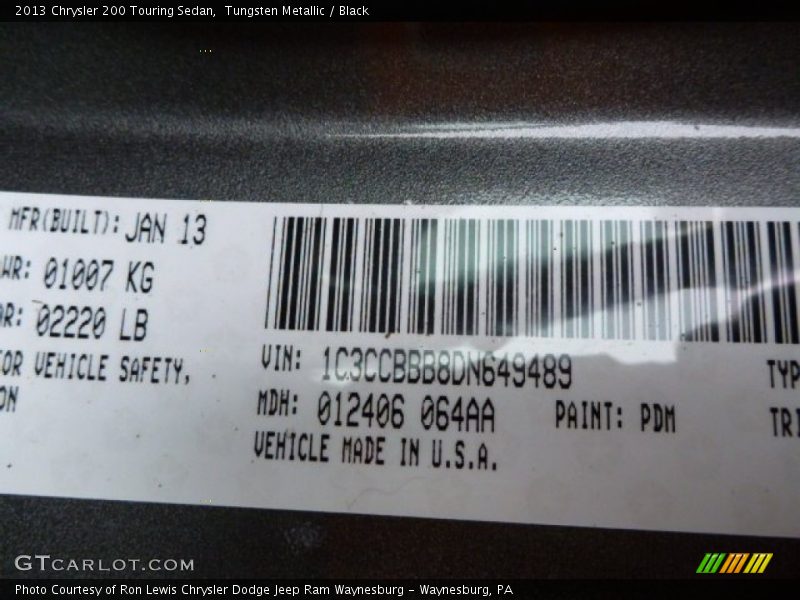 2013 Chrysler 200 Touring Sedan,  Tungsten Metallic / Black
MFR(BUILT): JAN 13
WR: 01007 KG
02220 LB
VEHICLE SAFETY,
ON
VIN: 1C3CCBBB8DN649489
MDH: 012406 064AA PAINT: PDM
VEHICLE MADE IN U.S.A.
TYP
TRI
GTCARLOT.COM
Photo Courtesy of Ron Lewis Chrysler Dodge Jeep Ram Waynesburg – Waynesburg, PA